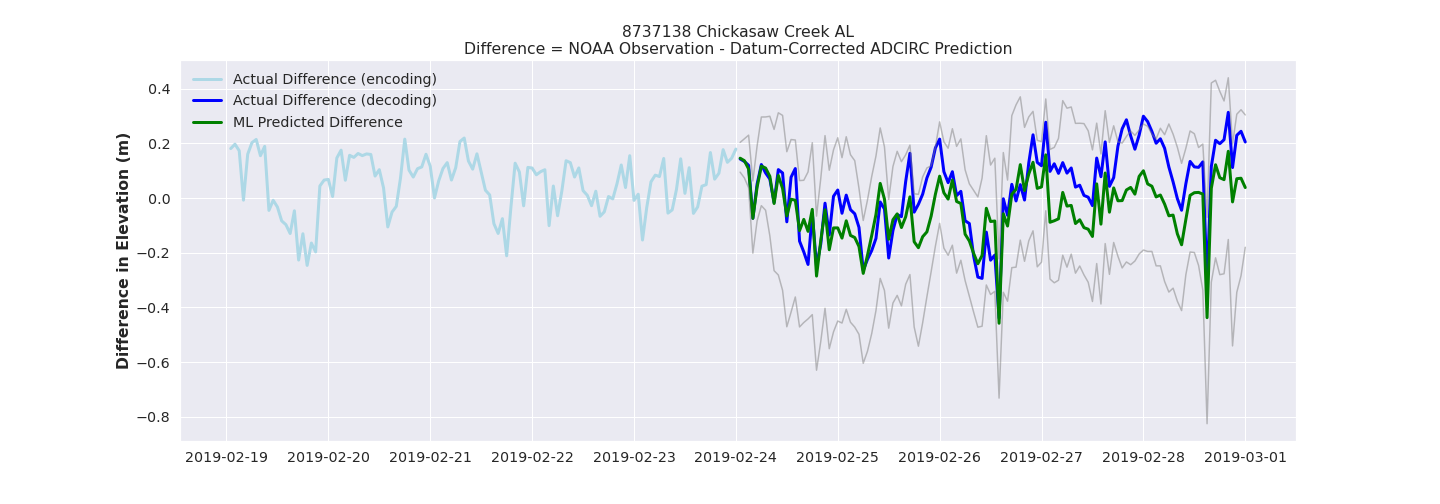 8737138 Chickasaw Creek AL
Difference = NOAA Observation - Datum-Corrected ADCIRC Prediction
Actual Difference (encoding)
Actual Difference (decoding)
ML Predicted Difference
Difference in Elevation (m)
0.4
0.2
0.0
−0.2
−0.4
−0.6
−0.8
2019-02-19 2019-02-20 2019-02-21 2019-02-22 2019-02-23 2019-02-24 2019-02-25 2019-02-26 2019-02-27 2019-02-28 2019-03-01